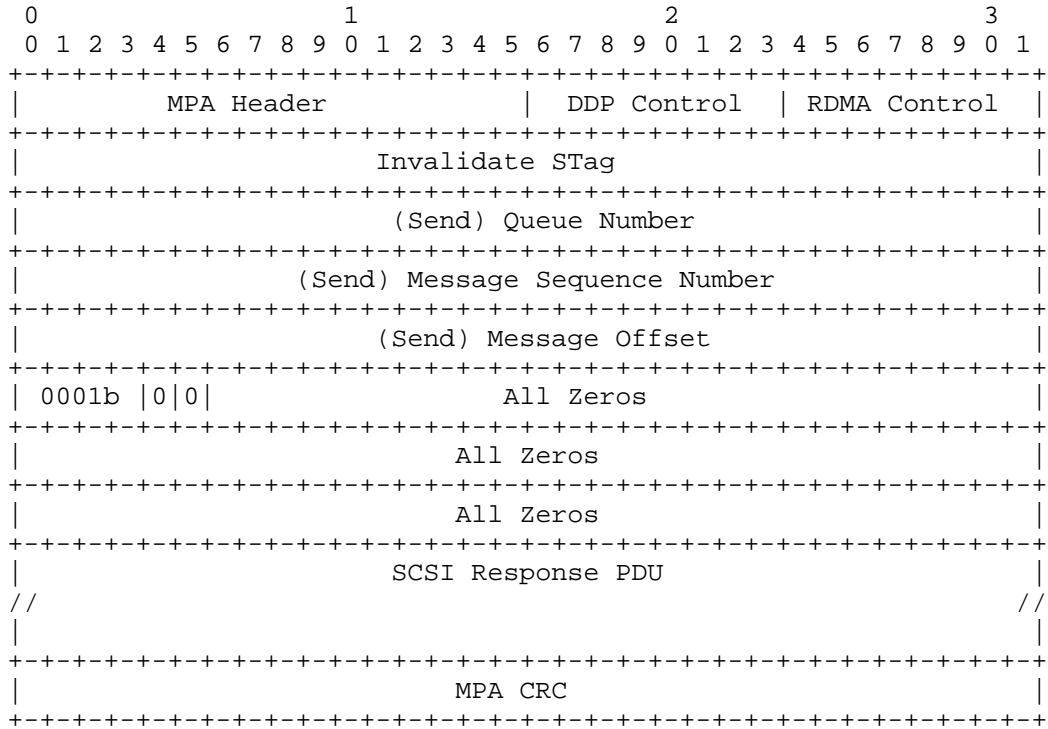 0                   1                   2                   3
 0 1 2 3 4 5 6 7 8 9 0 1 2 3 4 5 6 7 8 9 0 1 2 3 4 5 6 7 8 9 0 1
+-+-+-+-+-+-+-+-+-+-+-+-+-+-+-+-+-+-+-+-+-+-+-+-+-+-+-+-+-+-+-+-+
|         MPA Header            |  DDP Control  | RDMA Control  |
+-+-+-+-+-+-+-+-+-+-+-+-+-+-+-+-+-+-+-+-+-+-+-+-+-+-+-+-+-+-+-+-+
|                      Invalidate STag                          |
+-+-+-+-+-+-+-+-+-+-+-+-+-+-+-+-+-+-+-+-+-+-+-+-+-+-+-+-+-+-+-+-+
|                       (Send) Queue Number                     |
+-+-+-+-+-+-+-+-+-+-+-+-+-+-+-+-+-+-+-+-+-+-+-+-+-+-+-+-+-+-+-+-+
|                 (Send) Message Sequence Number                |
+-+-+-+-+-+-+-+-+-+-+-+-+-+-+-+-+-+-+-+-+-+-+-+-+-+-+-+-+-+-+-+-+
|                      (Send) Message Offset                    |
+-+-+-+-+-+-+-+-+-+-+-+-+-+-+-+-+-+-+-+-+-+-+-+-+-+-+-+-+-+-+-+-+
| 0001b |0|0|                  All Zeros                        |
+-+-+-+-+-+-+-+-+-+-+-+-+-+-+-+-+-+-+-+-+-+-+-+-+-+-+-+-+-+-+-+-+
|                           All Zeros                           |
+-+-+-+-+-+-+-+-+-+-+-+-+-+-+-+-+-+-+-+-+-+-+-+-+-+-+-+-+-+-+-+-+
|                           All Zeros                           |
+-+-+-+-+-+-+-+-+-+-+-+-+-+-+-+-+-+-+-+-+-+-+-+-+-+-+-+-+-+-+-+-+
|                       SCSI Response PDU                       |
//                                                             //
|                                                               |
+-+-+-+-+-+-+-+-+-+-+-+-+-+-+-+-+-+-+-+-+-+-+-+-+-+-+-+-+-+-+-+-+
|                           MPA CRC                             |
+-+-+-+-+-+-+-+-+-+-+-+-+-+-+-+-+-+-+-+-+-+-+-+-+-+-+-+-+-+-+-+-+